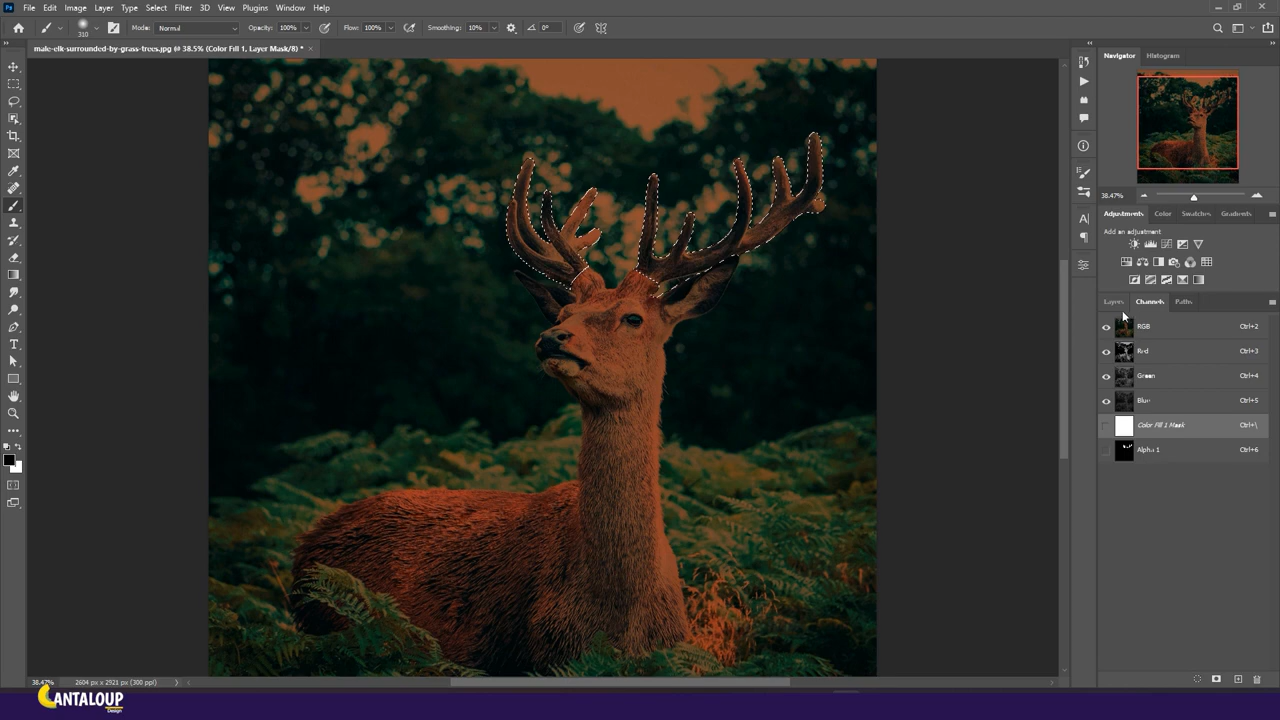 Ps File Edit Image Layer Type Select Filter 3D View Plugins Window Help
310 Mode: Normal Opacity: 100% Flow: 100% Smoothing: 10% 0°
male-elk-surrounded-by-grass-trees.jpg @ 38.5% (Color Fill 1, Layer Mask/8) * ×
Navigator Histogram
38.47%
Adjustments Color Swatches Gradients
Add an adjustment
Layers Channels Paths
RGB Ctrl+2
Red Ctrl+3
Green Ctrl+4
Blue Ctrl+5
Color Fill 1 Mask Ctrl+\
Alpha 1 Ctrl+6
38.47% 2604 px x 2921 px (300 ppi)
CANTALOUP
Design